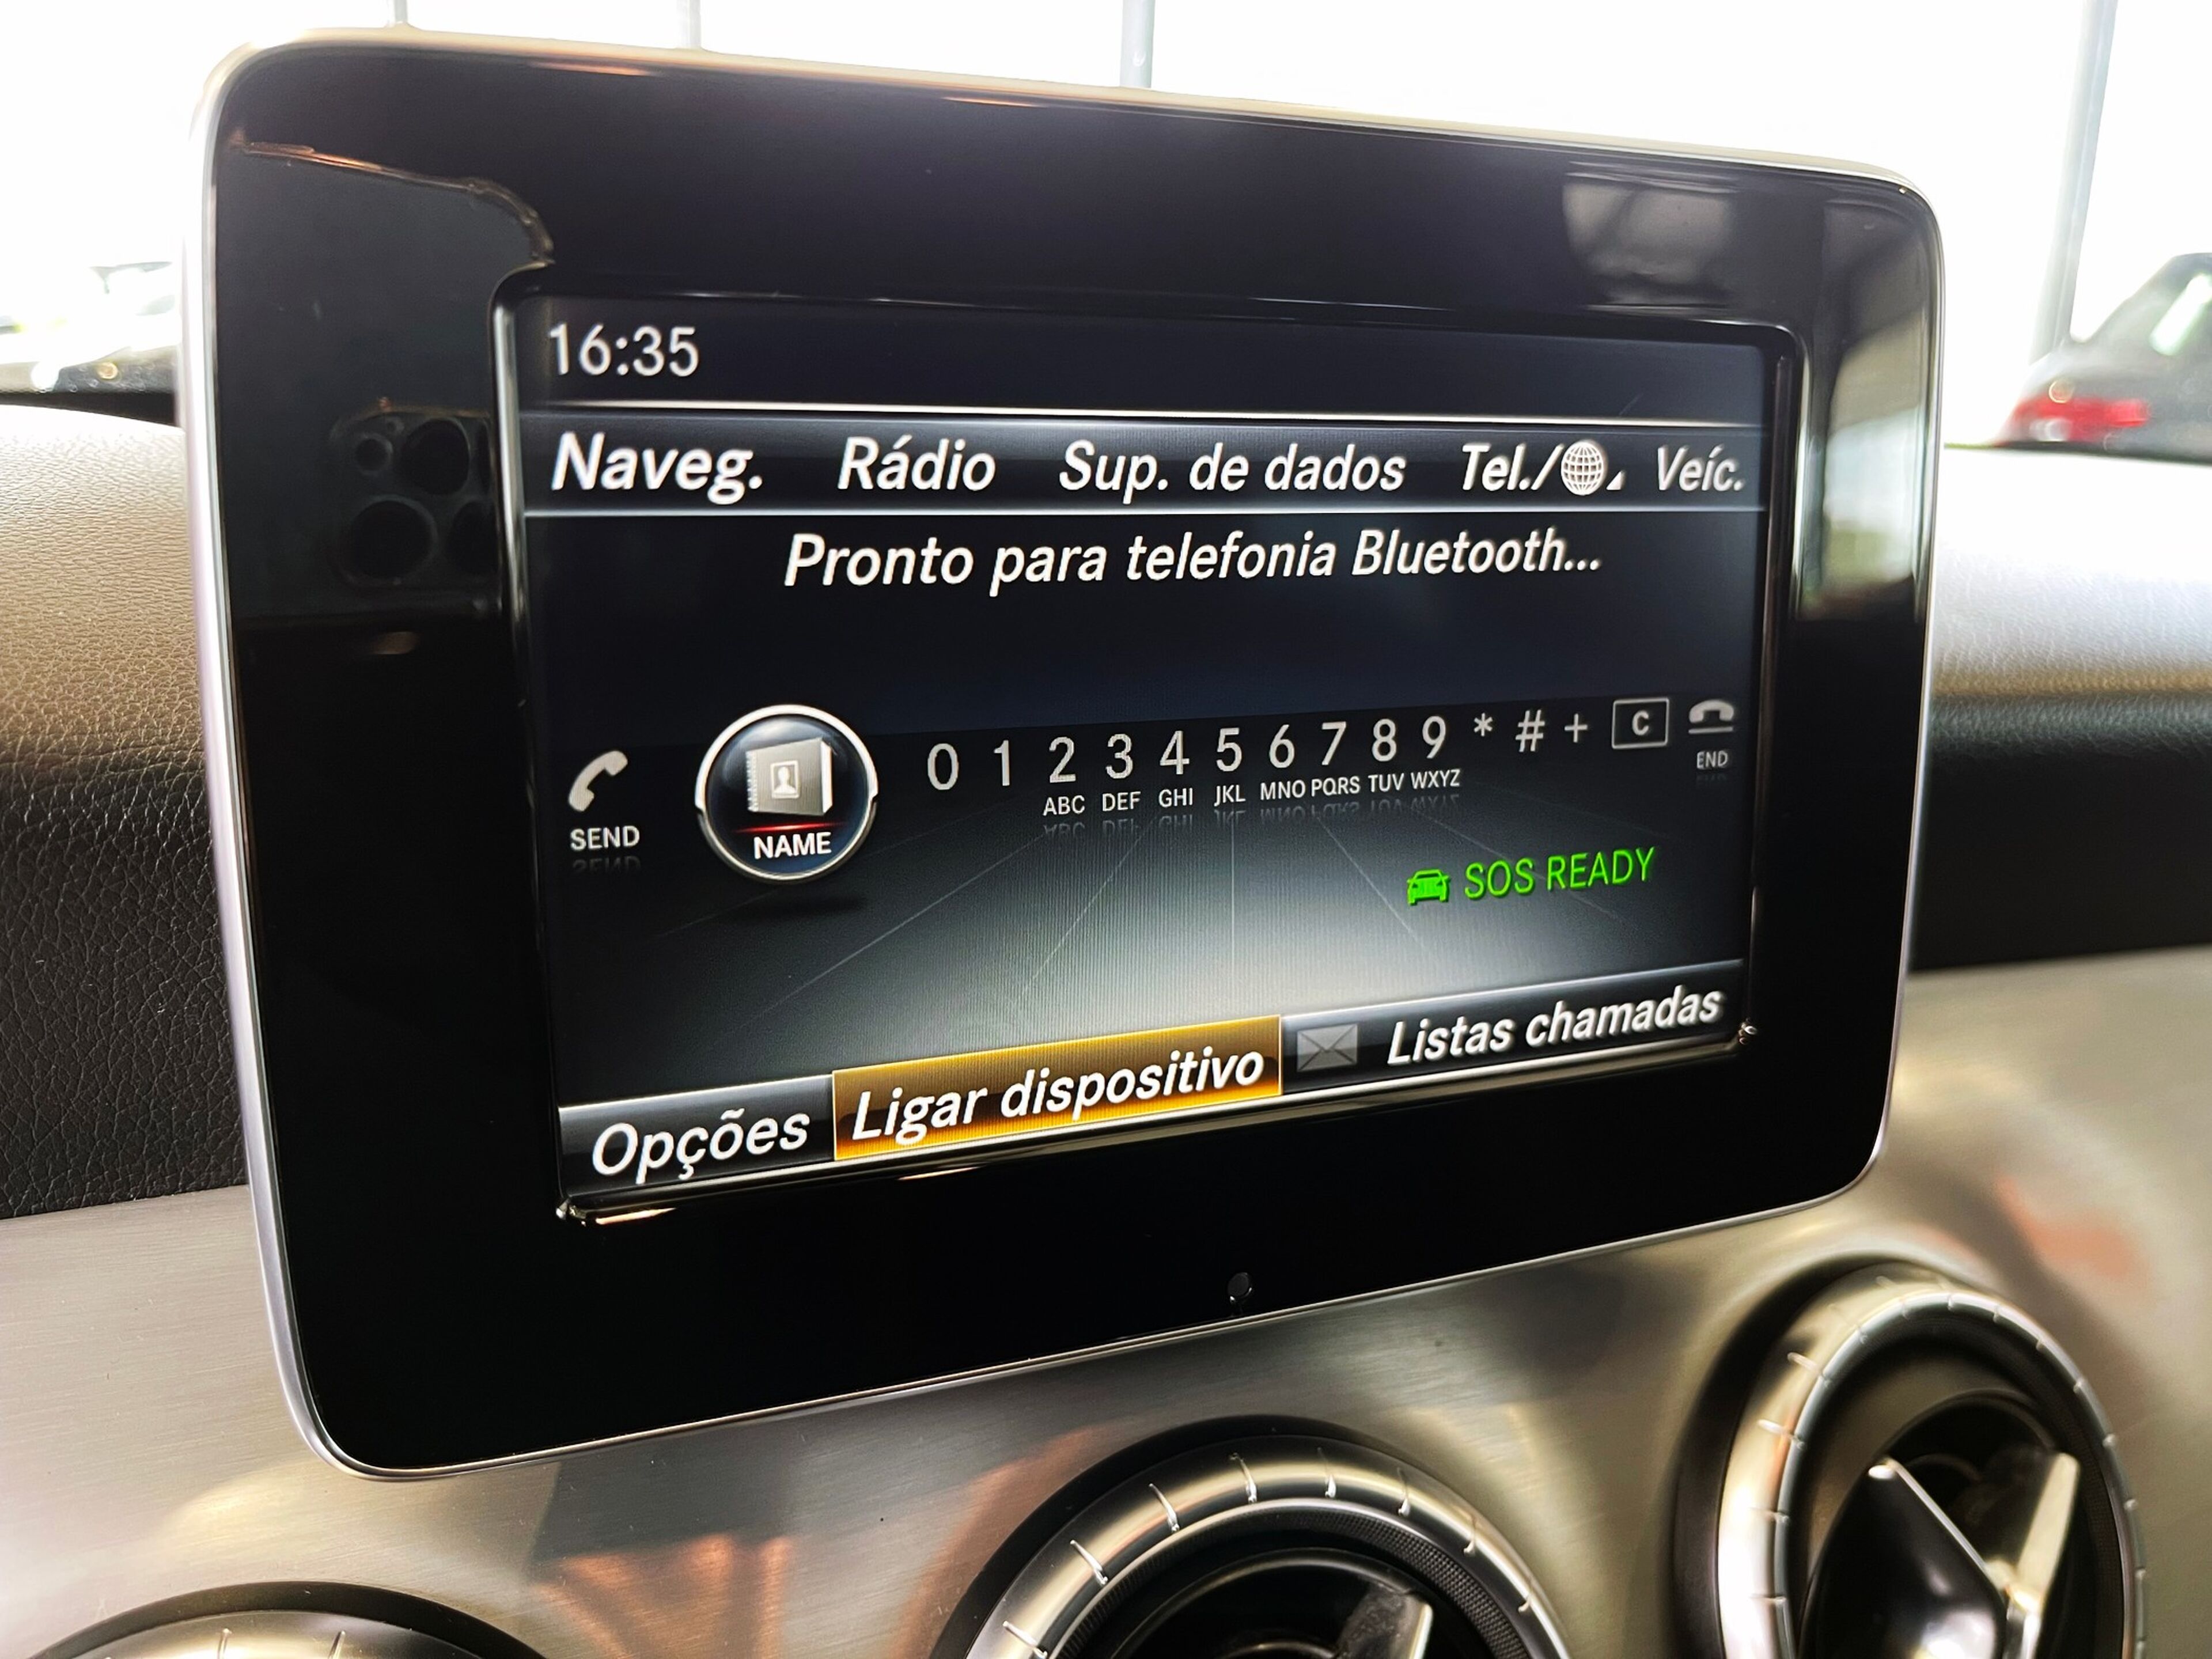 16:35
Naveg. Rádio Sup. de dados Tel./ Veíc.
Pronto para telefonia Bluetooth...
0 1 2 3 4 5 6 7 8 9 * # + C
ABC DEF GHI JKL MNO PQRS TUV WXYZ END
SEND NAME
SOS READY
Opções Ligar dispositivo Listas chamadas